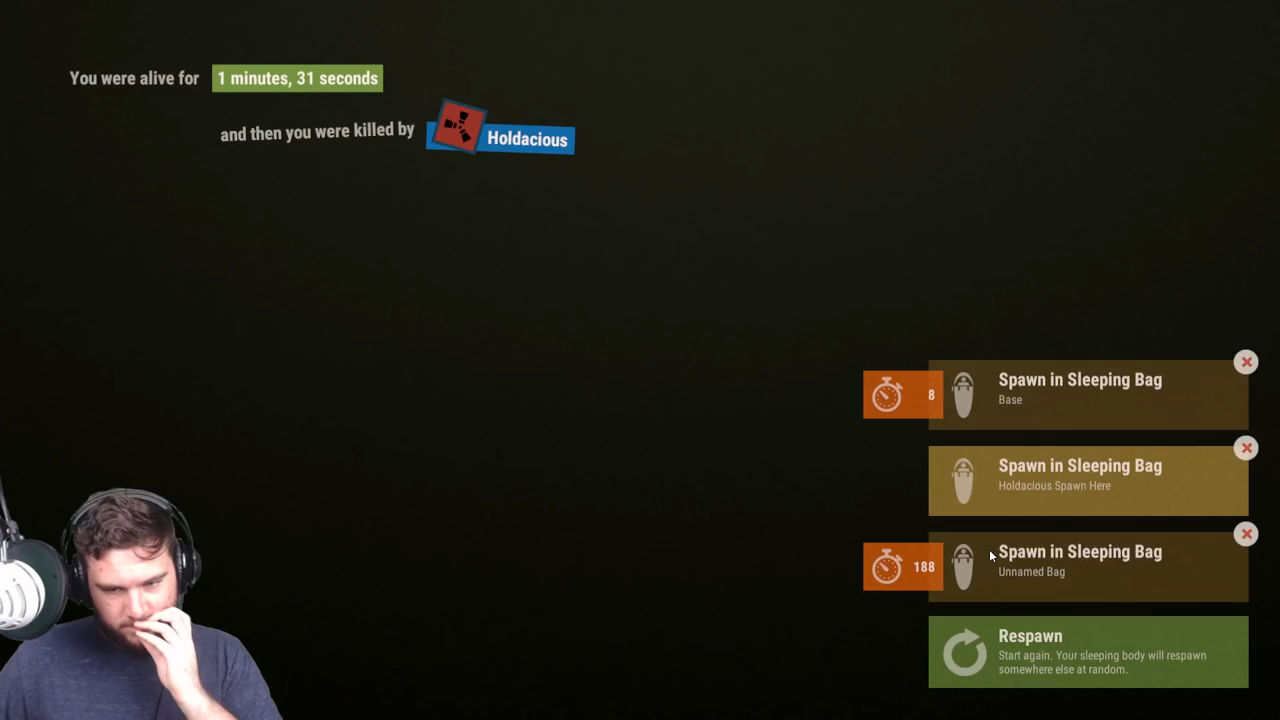 You were alive for 1 minutes, 31 seconds
and then you were killed by Holdacious
8 Spawn in Sleeping Bag
Base
Spawn in Sleeping Bag
Holdacious Spawn Here
188 Spawn in Sleeping Bag
Unnamed Bag
Respawn
Start again. Your sleeping body will respawn
somewhere else at random.